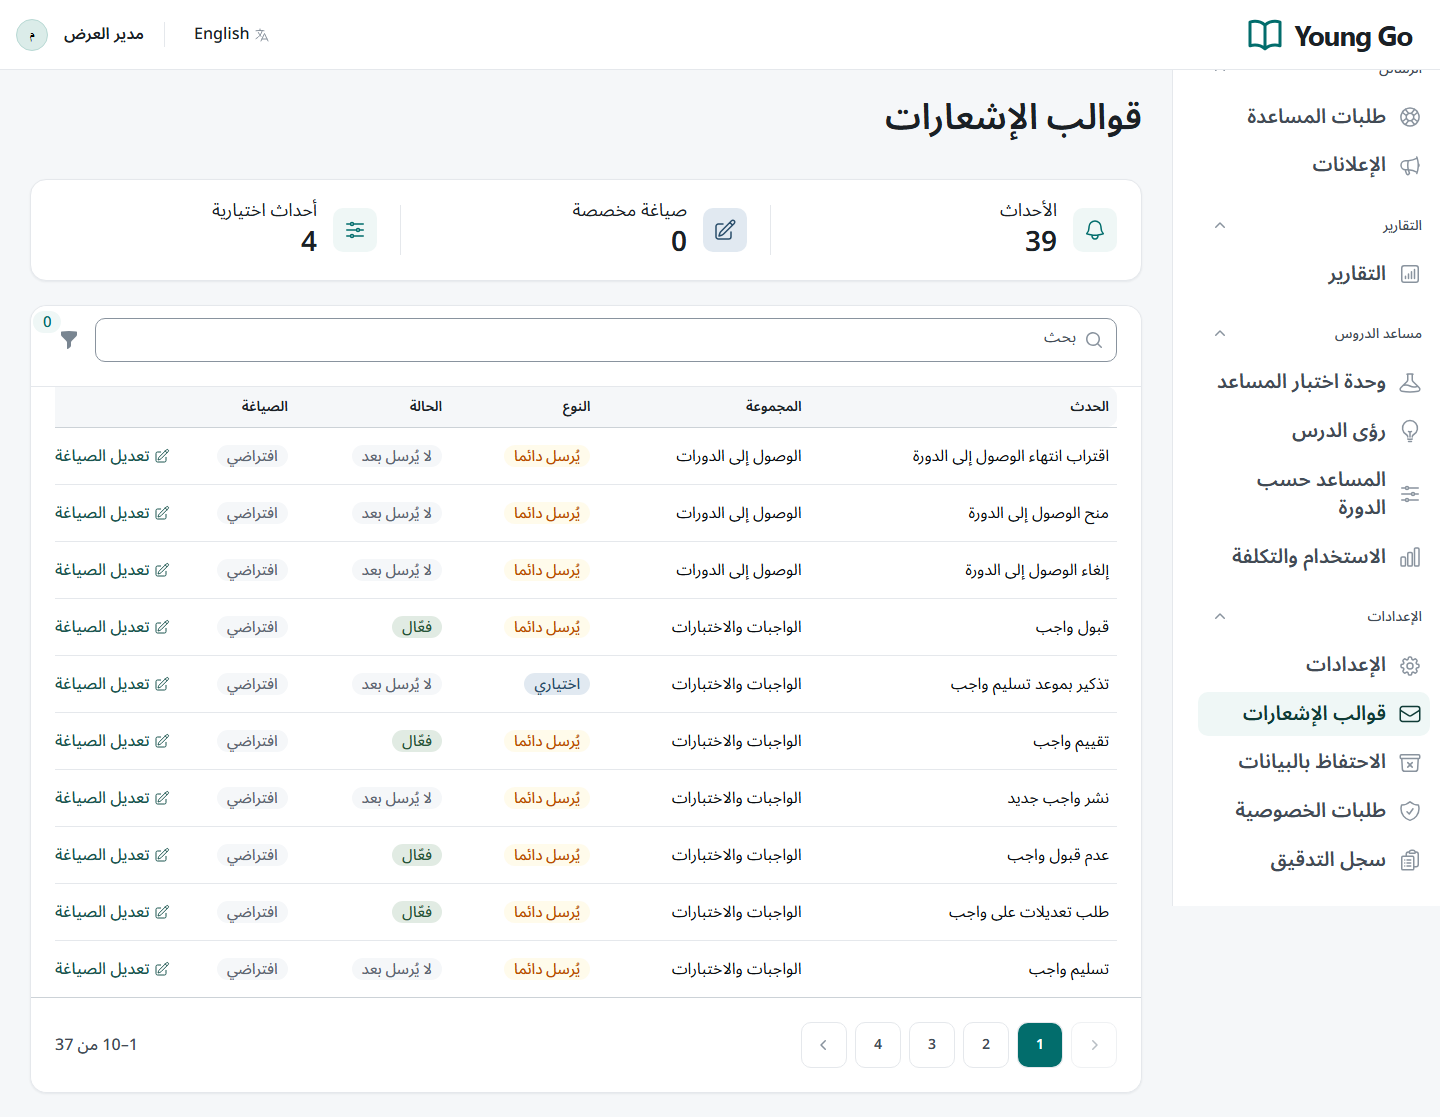 Young Go
English
مدير العرض
م
طلبات المساعدة
الإعلانات
التقارير
التقارير
مساعد الدروس
وحدة اختبار المساعد
رؤى الدرس
المساعد حسب
الدورة
الاستخدام والتكلفة
الإعدادات
الإعدادات
قوالب الإشعارات
الاحتفاظ بالبيانات
طلبات الخصوصية
سجل التدقيق
قوالب الإشعارات
الأحداث
39
صياغة مخصصة
0
أحداث اختيارية
4
بحث
0
الحدث المجموعة النوع الحالة الصياغة
اقتراب انتهاء الوصول إلى الدورة الوصول إلى الدورات يُرسل دائما لا يُرسل بعد افتراضي تعديل الصياغة
منح الوصول إلى الدورة الوصول إلى الدورات يُرسل دائما لا يُرسل بعد افتراضي تعديل الصياغة
إلغاء الوصول إلى الدورة الوصول إلى الدورات يُرسل دائما لا يُرسل بعد افتراضي تعديل الصياغة
قبول واجب الواجبات والاختبارات يُرسل دائما فعّال افتراضي تعديل الصياغة
تذكير بموعد تسليم واجب الواجبات والاختبارات اختياري لا يُرسل بعد افتراضي تعديل الصياغة
تقييم واجب الواجبات والاختبارات يُرسل دائما فعّال افتراضي تعديل الصياغة
نشر واجب جديد الواجبات والاختبارات يُرسل دائما لا يُرسل بعد افتراضي تعديل الصياغة
عدم قبول واجب الواجبات والاختبارات يُرسل دائما فعّال افتراضي تعديل الصياغة
طلب تعديلات على واجب الواجبات والاختبارات يُرسل دائما فعّال افتراضي تعديل الصياغة
تسليم واجب الواجبات والاختبارات يُرسل دائما لا يُرسل بعد افتراضي تعديل الصياغة
1 2 3 4
1–10 من 37